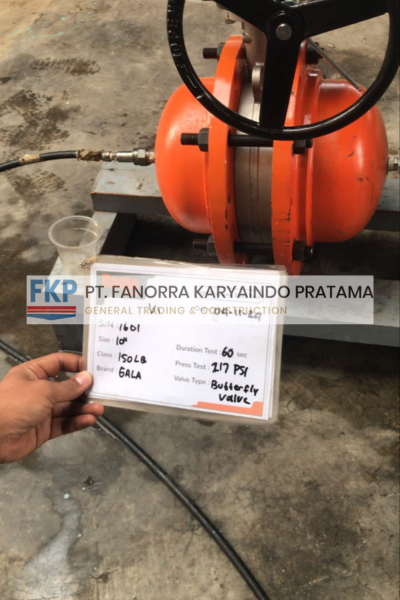 FKP PT. FANORRA KARYAINDO PRATAMA
GENERAL TRADING & CONTRUCTION
S/N : 1601
Size : 10"
Class : 150LB
Brand : GALA
Duration Test : 60 sec
Press Test : 217 PSI
Valve Type : Butterfly
Valve